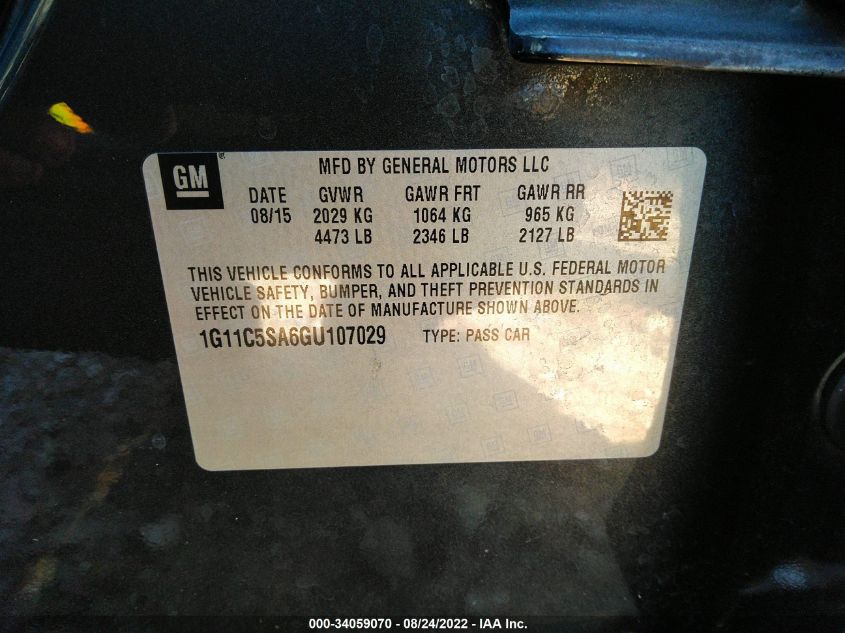 GM
MFD BY GENERAL MOTORS LLC
DATE GVWR GAWR FRT GAWR RR
08/15 2029 KG 1064 KG 965 KG
4473 LB 2346 LB 2127 LB
THIS VEHICLE CONFORMS TO ALL APPLICABLE U.S. FEDERAL MOTOR
VEHICLE SAFETY, BUMPER, AND THEFT PREVENTION STANDARDS IN
EFFECT ON THE DATE OF MANUFACTURE SHOWN ABOVE.
1G11C5SA6GU107029 TYPE: PASS CAR
000-34059070 - 08/24/2022 - IAA Inc.